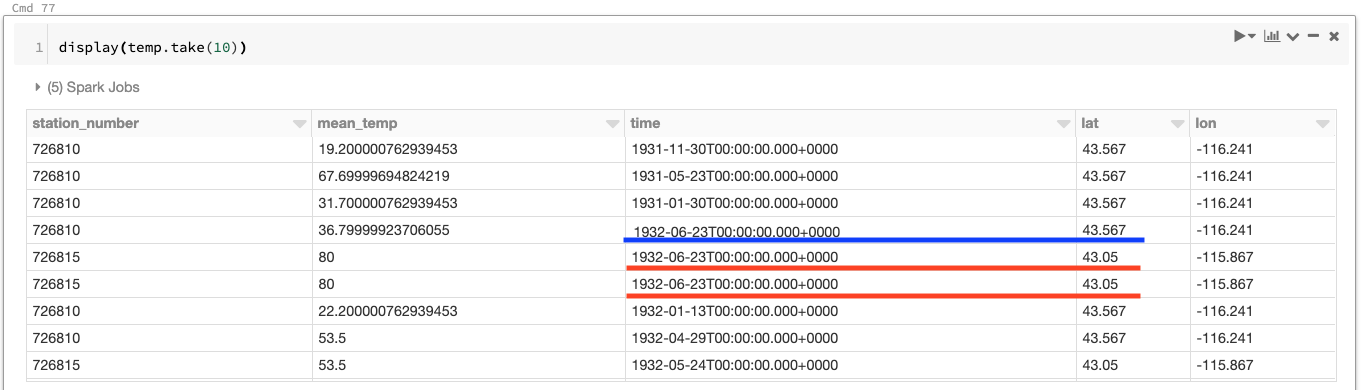 Cmd 77
1 display(temp.take(10))
(5) Spark Jobs
station_number mean_temp time lat lon
726810 19.200000762939453 1931-11-30T00:00:00.000+0000 43.567 -116.241
726810 67.69999694824219 1931-05-23T00:00:00.000+0000 43.567 -116.241
726810 31.700000762939453 1931-01-30T00:00:00.000+0000 43.567 -116.241
726810 36.79999923706055 1932-06-23T00:00:00.000+0000 43.567 -116.241
726815 80 1932-06-23T00:00:00.000+0000 43.05 -115.867
726815 80 1932-06-23T00:00:00.000+0000 43.05 -115.867
726810 22.200000762939453 1932-01-13T00:00:00.000+0000 43.567 -116.241
726810 53.5 1932-04-29T00:00:00.000+0000 43.567 -116.241
726815 53.5 1932-05-24T00:00:00.000+0000 43.05 -115.867